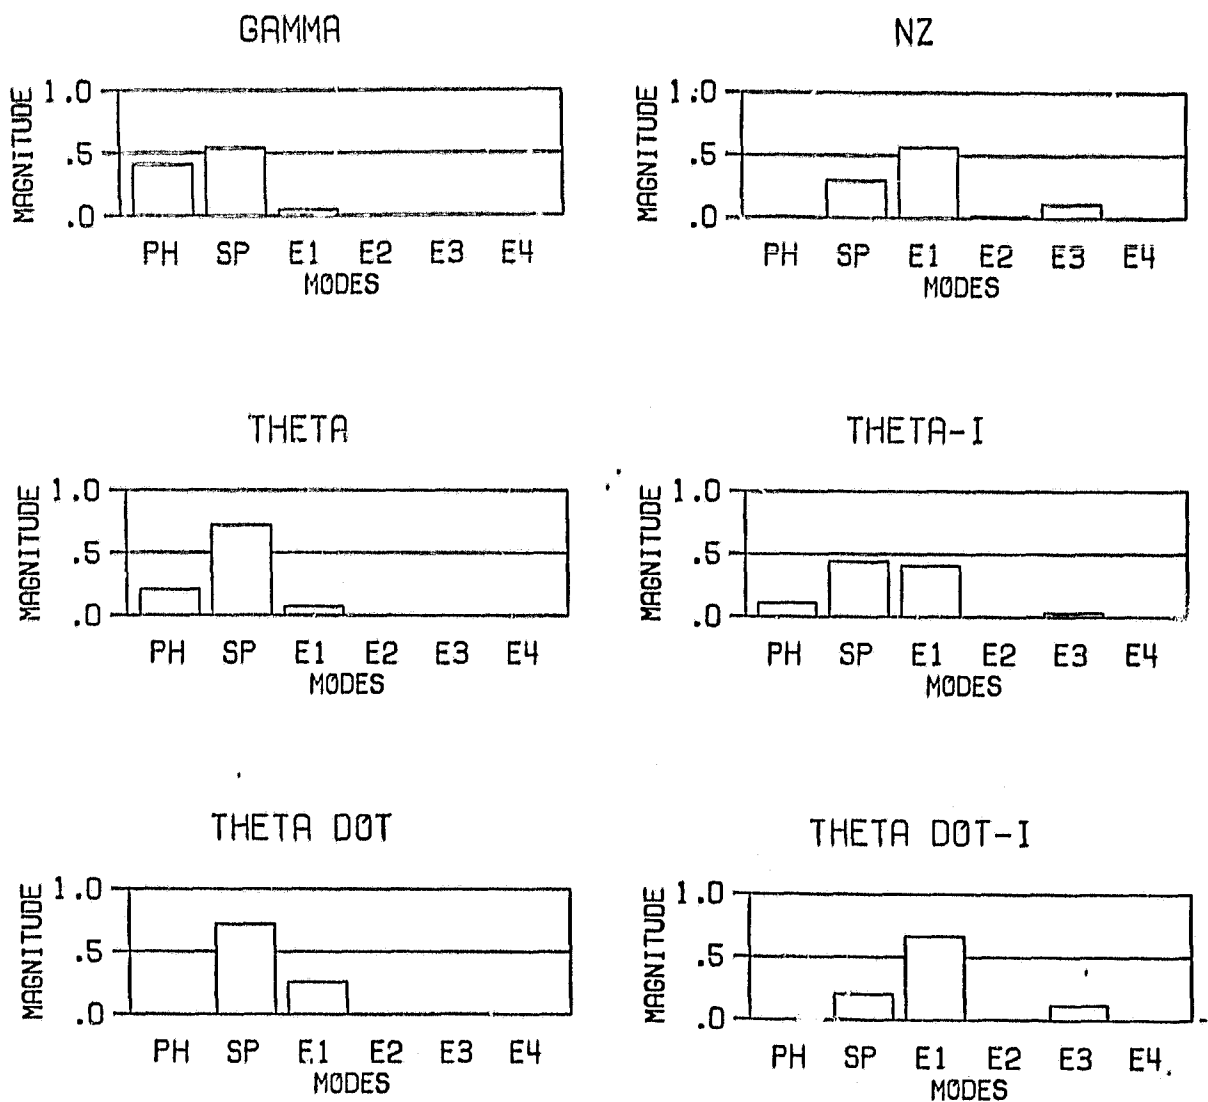 GAMMA
MAGNITUDE
1.0
.5
.0
PH SP E1 E2 E3 E4
MODES
NZ
MAGNITUDE
1.0
.5
.0
PH SP E1 E2 E3 E4
MODES
THETA
MAGNITUDE
1.0
.5
.0
PH SP E1 E2 E3 E4
MODES
THETA-I
MAGNITUDE
1.0
.5
.0
PH SP E1 E2 E3 E4
MODES
THETA DOT
MAGNITUDE
1.0
.5
.0
PH SP E1 E2 E3 E4
MODES
THETA DOT-I
MAGNITUDE
1.0
.5
.0
PH SP E1 E2 E3 E4
MODES